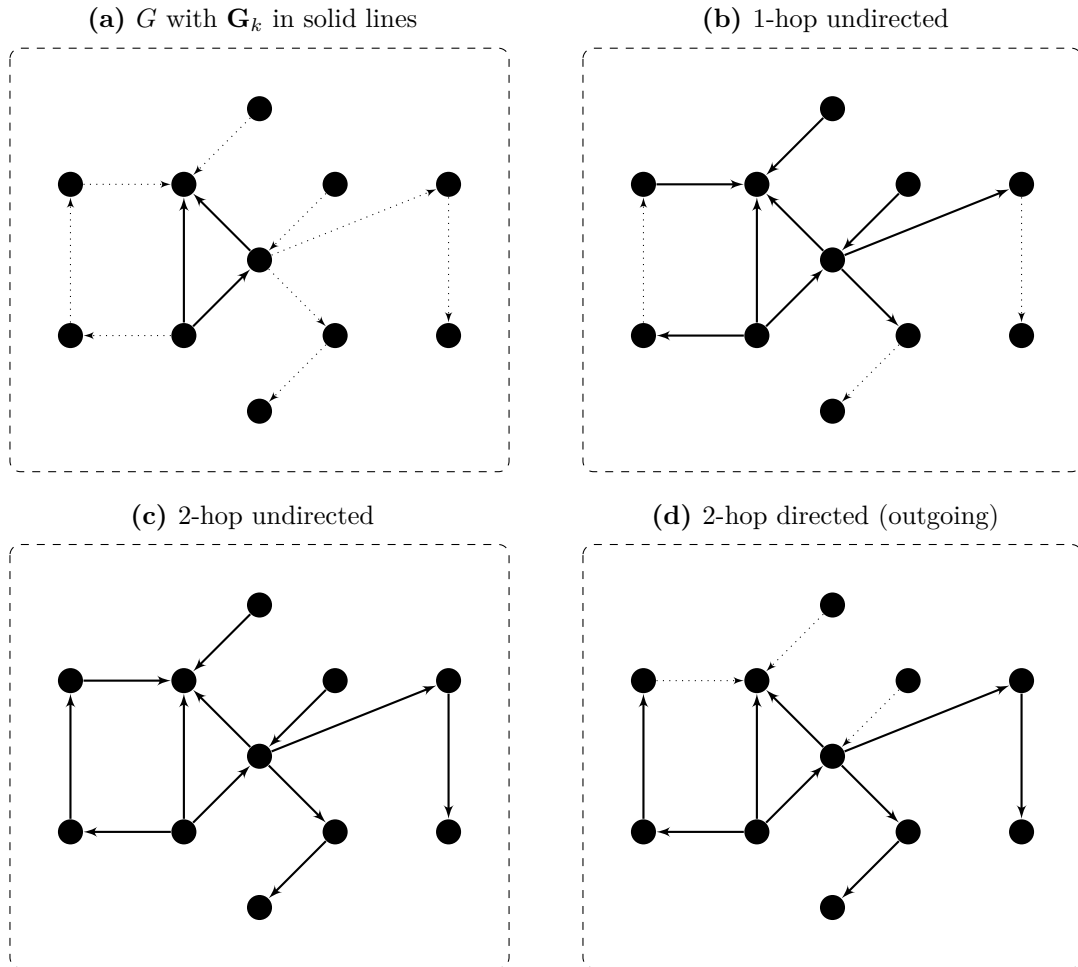 (a) G with G_k in solid lines
(b) 1-hop undirected
(c) 2-hop undirected
(d) 2-hop directed (outgoing)